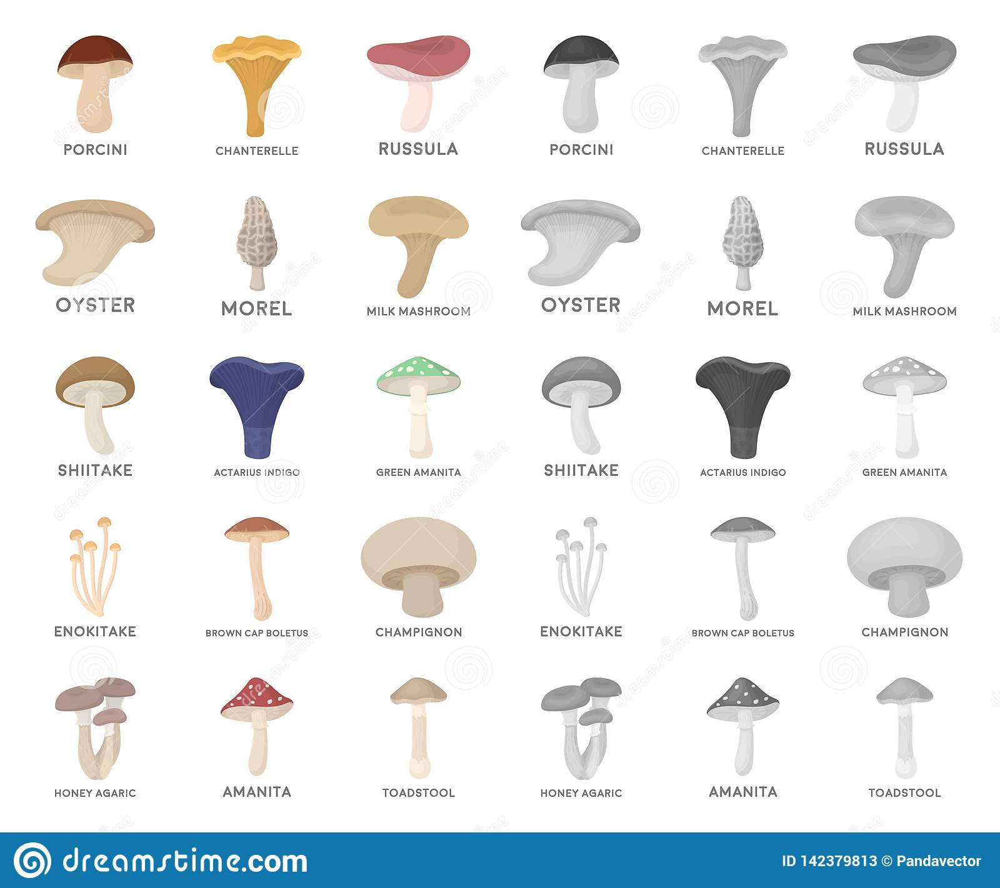 PORCINI CHANTERELLE RUSSULA PORCINI CHANTERELLE RUSSULA
OYSTER MOREL MILK MASHROOM OYSTER MOREL MILK MASHROOM
SHIITAKE ACTARIUS INDIGO GREEN AMANITA SHIITAKE ACTARIUS INDIGO GREEN AMANITA
ENOKITAKE BROWN CAP BOLETUS CHAMPIGNON ENOKITAKE BROWN CAP BOLETUS CHAMPIGNON
HONEY AGARIC AMANITA TOADSTOOL HONEY AGARIC AMANITA TOADSTOOL
dreamstime.com ID 142379813 © Pandavector